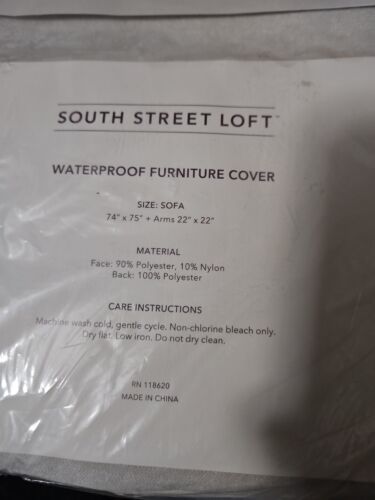 SOUTH STREET LOFT™
WATERPROOF FURNITURE COVER
SIZE: SOFA
74" x 75" + Arms 22" x 22"
MATERIAL
Face: 90% Polyester, 10% Nylon
Back: 100% Polyester
CARE INSTRUCTIONS
Machine wash cold, gentle cycle. Non-chlorine bleach only.
Dry flat. Low iron. Do not dry clean.
RN 118620
MADE IN CHINA